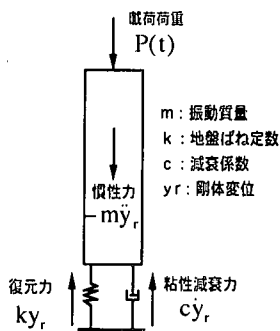 載荷荷重
P(t)
m：振動質量
k：地盤ばね定数
c：減衰係数
yr：剛体変位
慣性力
-mÿr
復元力
kyr
粘性減衰力
cẏr